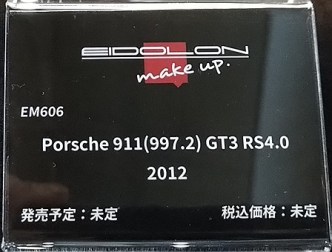 EIDOLON
make up.
EM606
Porsche 911(997.2) GT3 RS4.0
2012
発売予定：未定 税込価格：未定